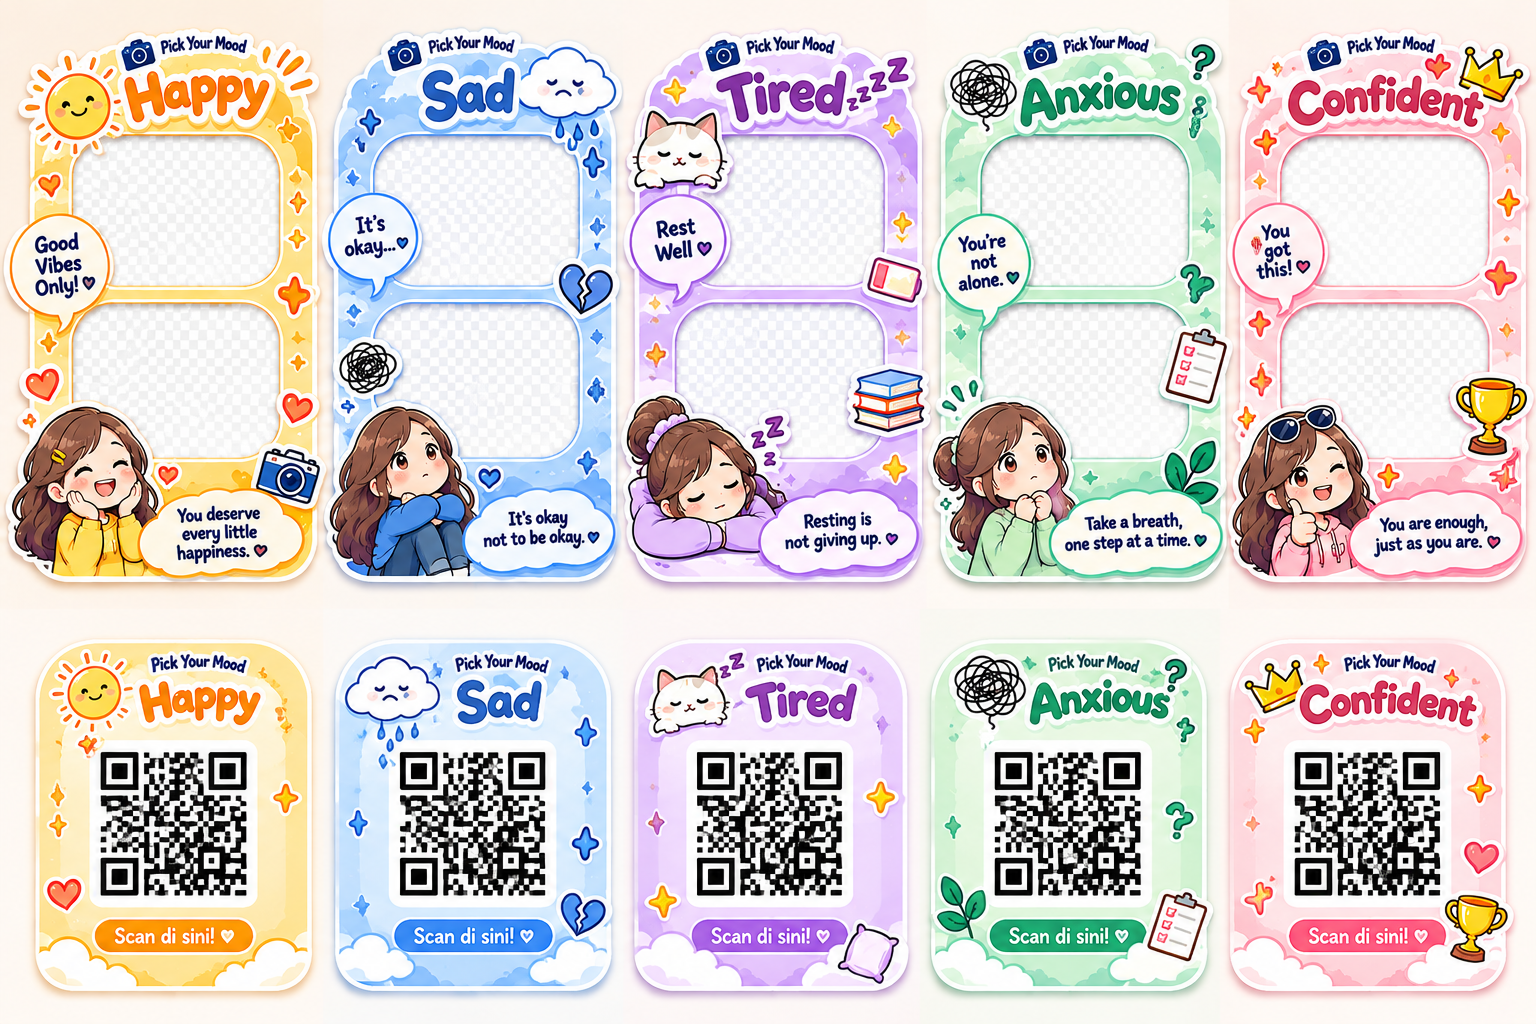 Pick Your Mood
Happy
Good
Vibes
Only!
You deserve
every little
happiness.
Pick Your Mood
Sad
It's
okay...
It's okay
not to be okay.
Pick Your Mood
Tired
zzz
Rest
Well
zz
z
Resting is
not giving up.
Pick Your Mood
Anxious
?
You're
not
alone.
Take a breath,
one step at a time.
Pick Your Mood
Confident
You
got
this!
You are enough,
just as you are.
Pick Your Mood
Happy
Scan di sini!
Pick Your Mood
Sad
Scan di sini!
zz
Pick Your Mood
Tired
Scan di sini!
Pick Your Mood
?
Anxious
?
?
Scan di sini!
Pick Your Mood
Confident
Scan di sini!